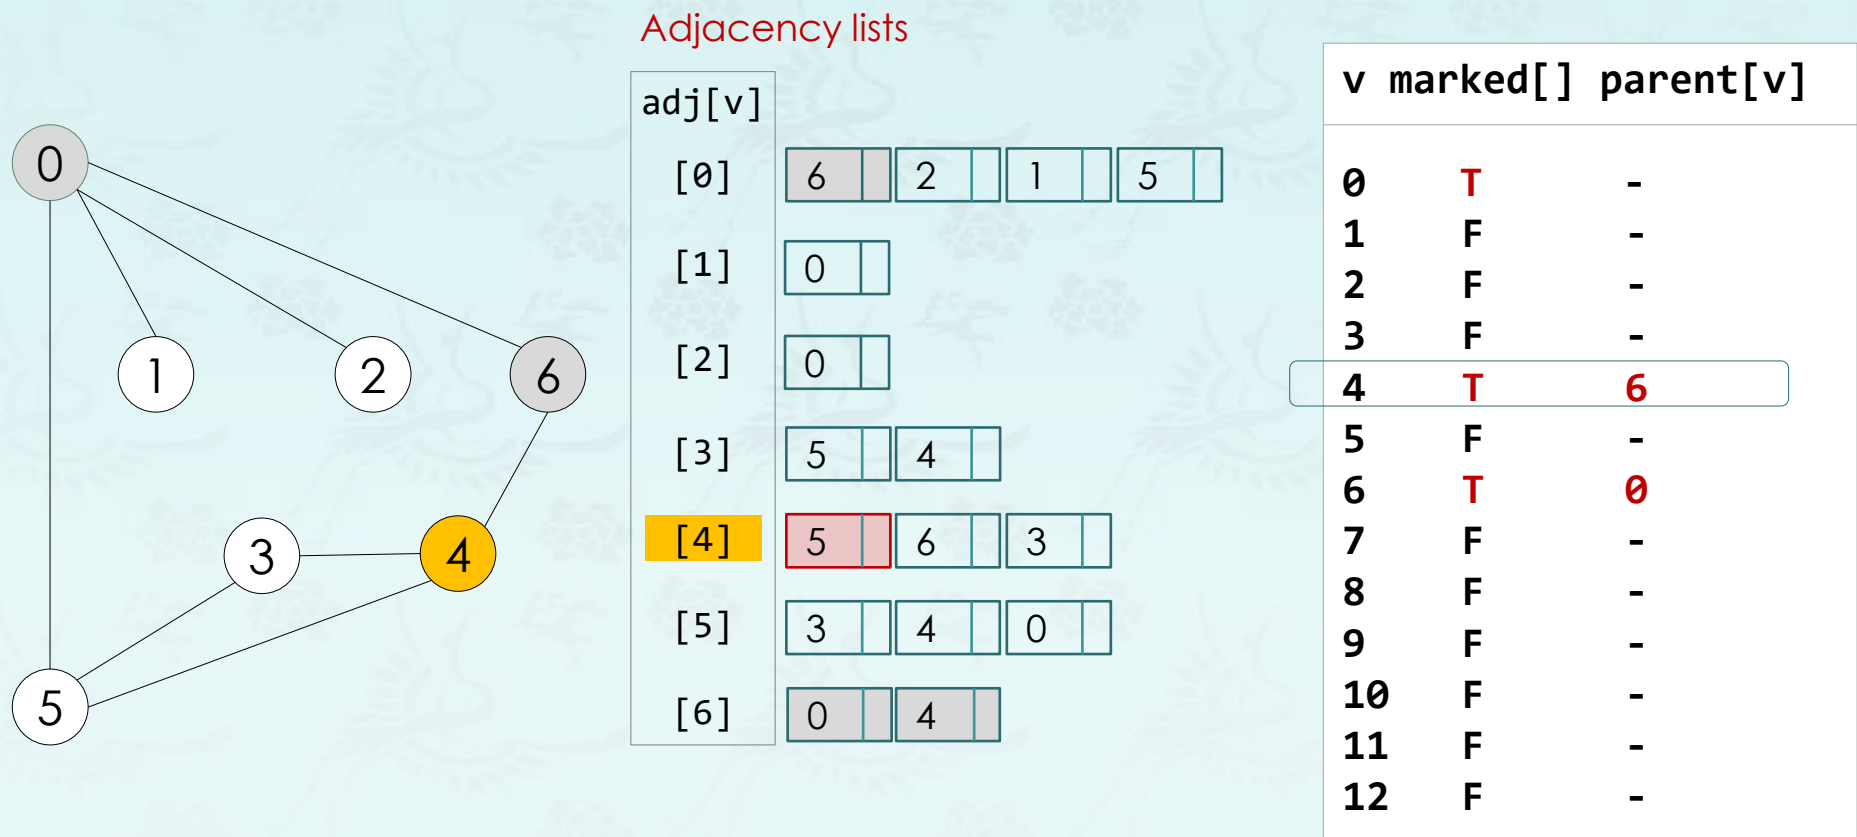 Adjacency lists
adj[v]
[0] 6 2 1 5
[1] 0
[2] 0
[3] 5 4
[4] 5 6 3
[5] 3 4 0
[6] 0 4
0
1 2 6
3 4
5
v marked[] parent[v]
0 T -
1 F -
2 F -
3 F -
4 T 6
5 F -
6 T 0
7 F -
8 F -
9 F -
10 F -
11 F -
12 F -